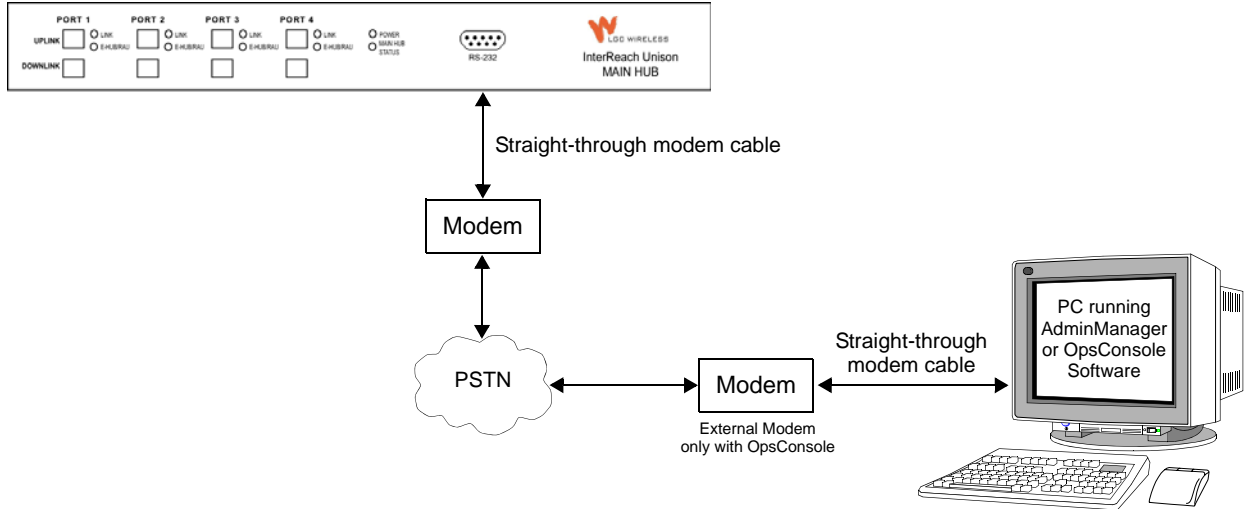 PORT 1 PORT 2 PORT 3 PORT 4
UPLINK
LINK
E-HUB/RAU
LINK
E-HUB/RAU
LINK
E-HUB/RAU
LINK
E-HUB/RAU
POWER
MAIN HUB
STATUS
DOWNLINK
RS-232
LGC WIRELESS
InterReach Unison
MAIN HUB
Straight-through modem cable
Modem
PSTN
Modem
External Modem
only with OpsConsole
Straight-through
modem cable
PC running
AdminManager
or OpsConsole
Software